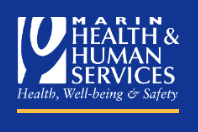 MARIN
HEALTH &
HUMAN
SERVICES
Health, Well-being & Safety